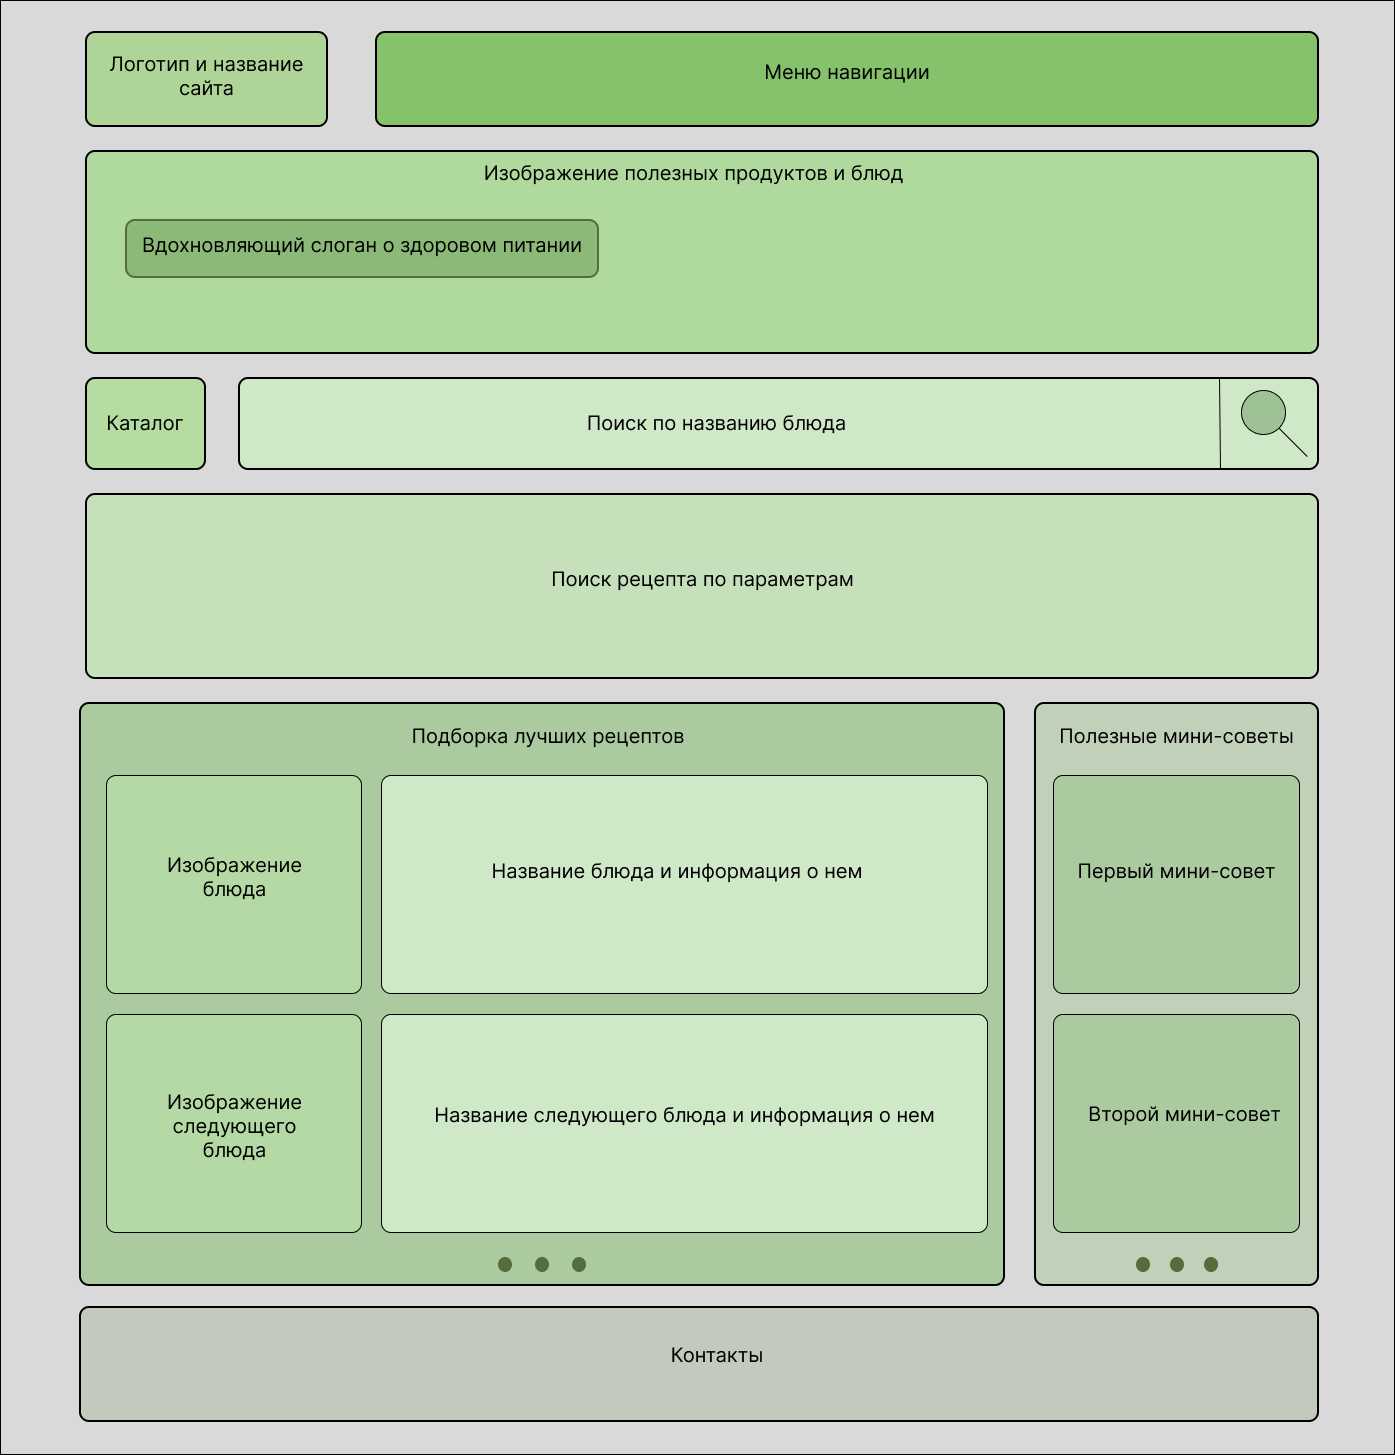 Логотип и название
сайта
Меню навигации
Изображение полезных продуктов и блюд
Вдохновляющий слоган о здоровом питании
Каталог
Поиск по названию блюда
Поиск рецепта по параметрам
Подборка лучших рецептов
Изображение
блюда
Название блюда и информация о нем
Изображение
следующего
блюда
Название следующего блюда и информация о нем
Полезные мини-советы
Первый мини-совет
Второй мини-совет
Контакты